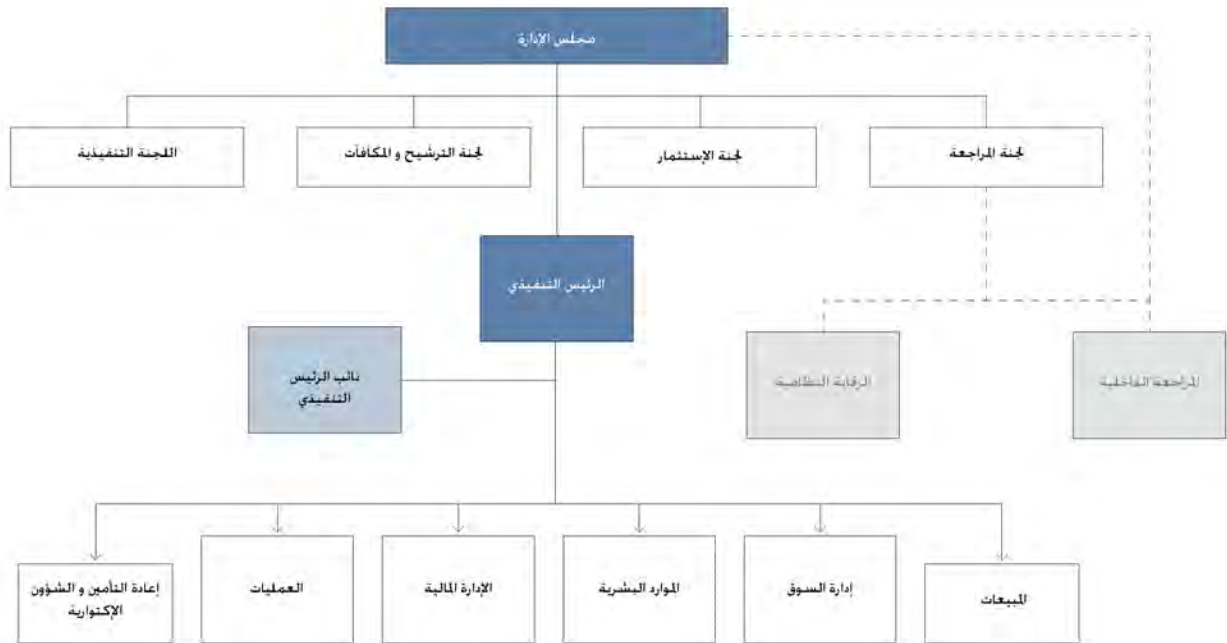 مجلس الإدارة
لجنة المراجعة
لجنة الإستثمار
لجنة الترشيح و المكافآت
اللجنة التنفيذية
الرئيس التنفيذي
نائب الرئيس
التنفيذي
الرقابة النظامية
المراجعة الداخلية
المبيعات
إدارة السوق
الموارد البشرية
الإدارة المالية
العمليات
إعادة التأمين و الشؤون
الإكتوارية